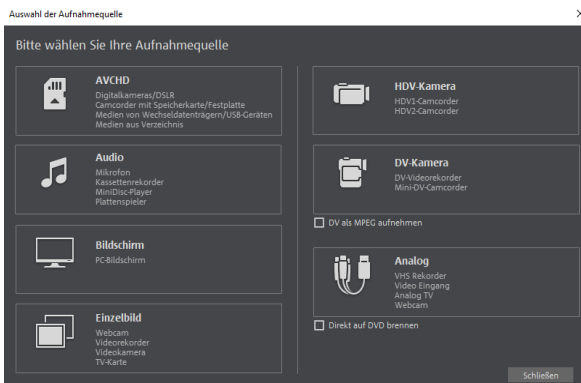 Auswahl der Aufnahmequelle
Bitte wählen Sie Ihre Aufnahmequelle
AVCHD
Digitalkameras/DSLR
Camcorder mit Speicherkarte/Festplatte
Medien von Wechseldatenträgern/USB-Geräten
Medien aus Verzeichnis
Audio
Mikrofon
Kassettenrekorder
MiniDisc-Player
Plattenspieler
Bildschirm
PC-Bildschirm
Einzelbild
Webcam
Videorekorder
Videokamera
TV-Karte
HDV-Kamera
HDV1-Camcorder
HDV2-Camcorder
DV-Kamera
DV-Videorekorder
Mini-DV-Camcorder
DV als MPEG aufnehmen
Analog
VHS Rekorder
Video Eingang
Analog TV
Webcam
Direkt auf DVD brennen
Schließen